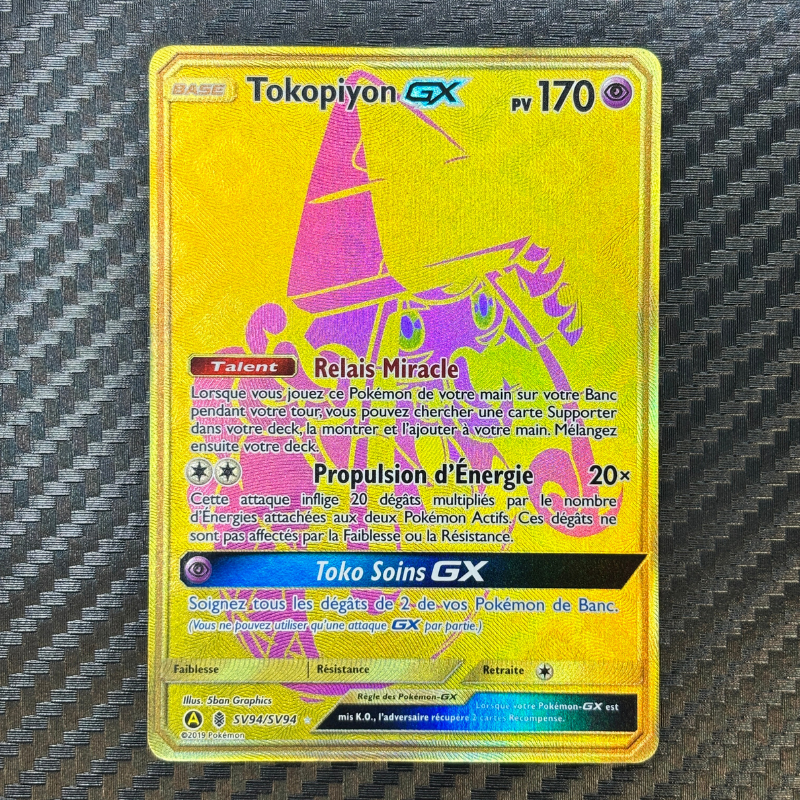 BASE Tokopiyon GX PV 170
Talent Relais Miracle
Lorsque vous jouez ce Pokémon de votre main sur votre Banc
pendant votre tour, vous pouvez chercher une carte Supporter
dans votre deck, la montrer et l'ajouter à votre main. Mélangez
ensuite votre deck.
Propulsion d'Énergie 20×
Cette attaque inflige 20 dégâts multipliés par le nombre
d'Énergies attachées aux deux Pokémon Actifs. Ces dégâts ne
sont pas affectés par la Faiblesse ou la Résistance.
Toko Soins GX
Soignez tous les dégâts de 2 de vos Pokémon de Banc.
(Vous ne pouvez utiliser qu'une attaque GX par partie.)
Faiblesse Résistance Retraite
Illus. 5ban Graphics
Règle des Pokémon-GX Lorsque votre Pokémon-GX est
mis K.O., l'adversaire récupère 2 cartes Récompense.
A SV94/SV94
©2019 Pokémon